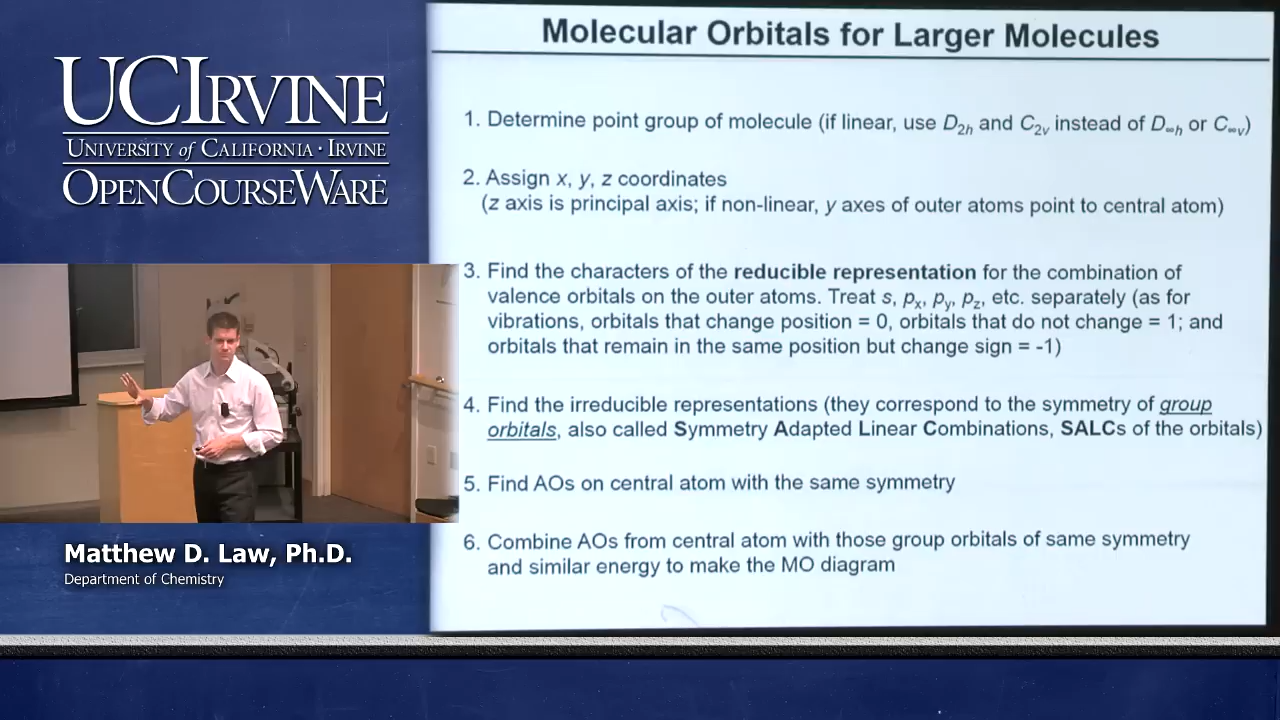 UCIRVINE
UNIVERSITY of CALIFORNIA · IRVINE
OPENCOURSEWARE
Matthew D. Law, Ph.D.
Department of Chemistry
Molecular Orbitals for Larger Molecules
1. Determine point group of molecule (if linear, use D2h and C2v instead of D∞h or C∞v)
2. Assign x, y, z coordinates
(z axis is principal axis; if non-linear, y axes of outer atoms point to central atom)
3. Find the characters of the reducible representation for the combination of
valence orbitals on the outer atoms. Treat s, px, py, pz, etc. separately (as for
vibrations, orbitals that change position = 0, orbitals that do not change = 1; and
orbitals that remain in the same position but change sign = -1)
4. Find the irreducible representations (they correspond to the symmetry of group
orbitals, also called Symmetry Adapted Linear Combinations, SALCs of the orbitals)
5. Find AOs on central atom with the same symmetry
6. Combine AOs from central atom with those group orbitals of same symmetry
and similar energy to make the MO diagram